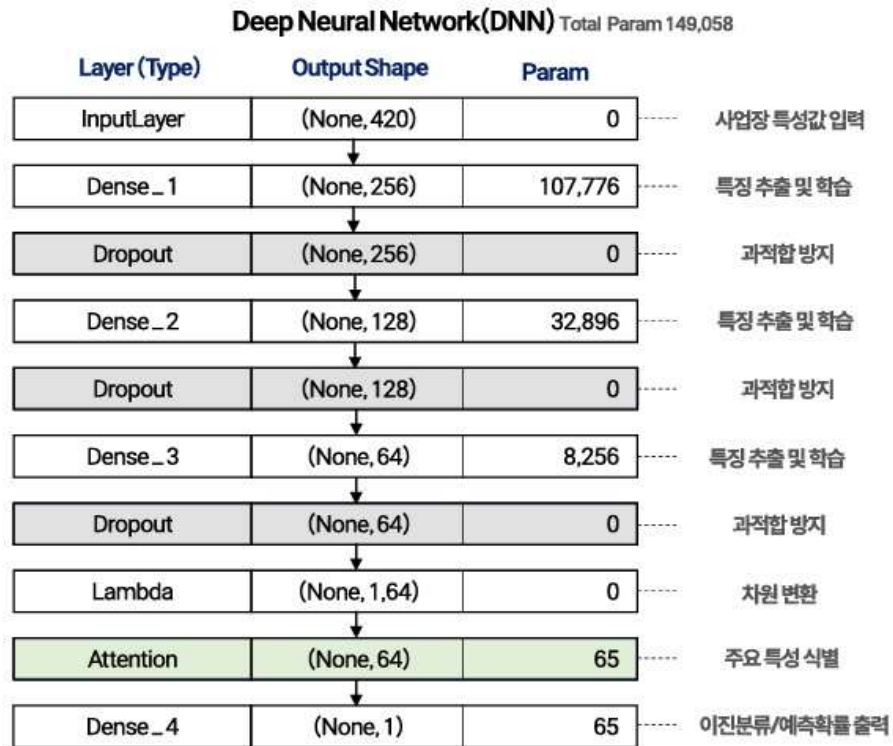 Deep Neural Network(DNN) Total Param 149,058
Layer (Type) Output Shape Param
InputLayer (None, 420) 0 사업장 특성값 입력
Dense_1 (None, 256) 107,776 특징 추출 및 학습
Dropout (None, 256) 0 과적합 방지
Dense_2 (None, 128) 32,896 특징 추출 및 학습
Dropout (None, 128) 0 과적합 방지
Dense_3 (None, 64) 8,256 특징 추출 및 학습
Dropout (None, 64) 0 과적합 방지
Lambda (None, 1,64) 0 차원 변환
Attention (None, 64) 65 주요 특성 식별
Dense_4 (None, 1) 65 이진분류/예측확률 출력